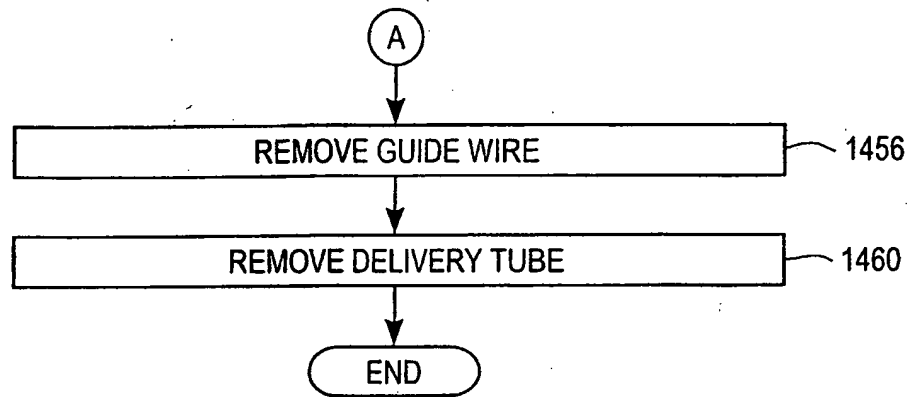 A
REMOVE GUIDE WIRE
1456
REMOVE DELIVERY TUBE
1460
END